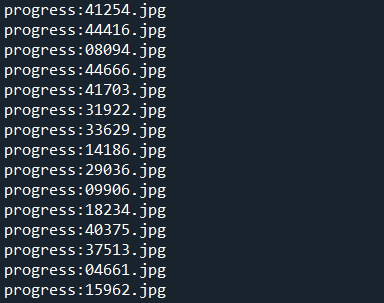 progress:41254.jpg
progress:44416.jpg
progress:08094.jpg
progress:44666.jpg
progress:41703.jpg
progress:31922.jpg
progress:33629.jpg
progress:14186.jpg
progress:29036.jpg
progress:09906.jpg
progress:18234.jpg
progress:40375.jpg
progress:37513.jpg
progress:04661.jpg
progress:15962.jpg